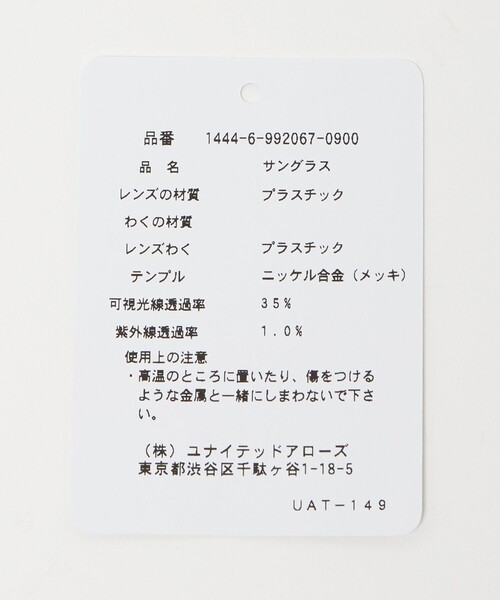 品番 1444-6-992067-0900
品 名 サングラス
レンズの材質 プラスチック
わくの材質
レンズわく プラスチック
テンプル ニッケル合金（メッキ）
可視光線透過率 35%
紫外線透過率 1.0%
使用上の注意
・高温のところに置いたり、傷をつける
ような金属と一緒にしまわないで下さ
い。
（株）ユナイテッドアローズ
東京都渋谷区千駄ヶ谷1-18-5
UAT-149